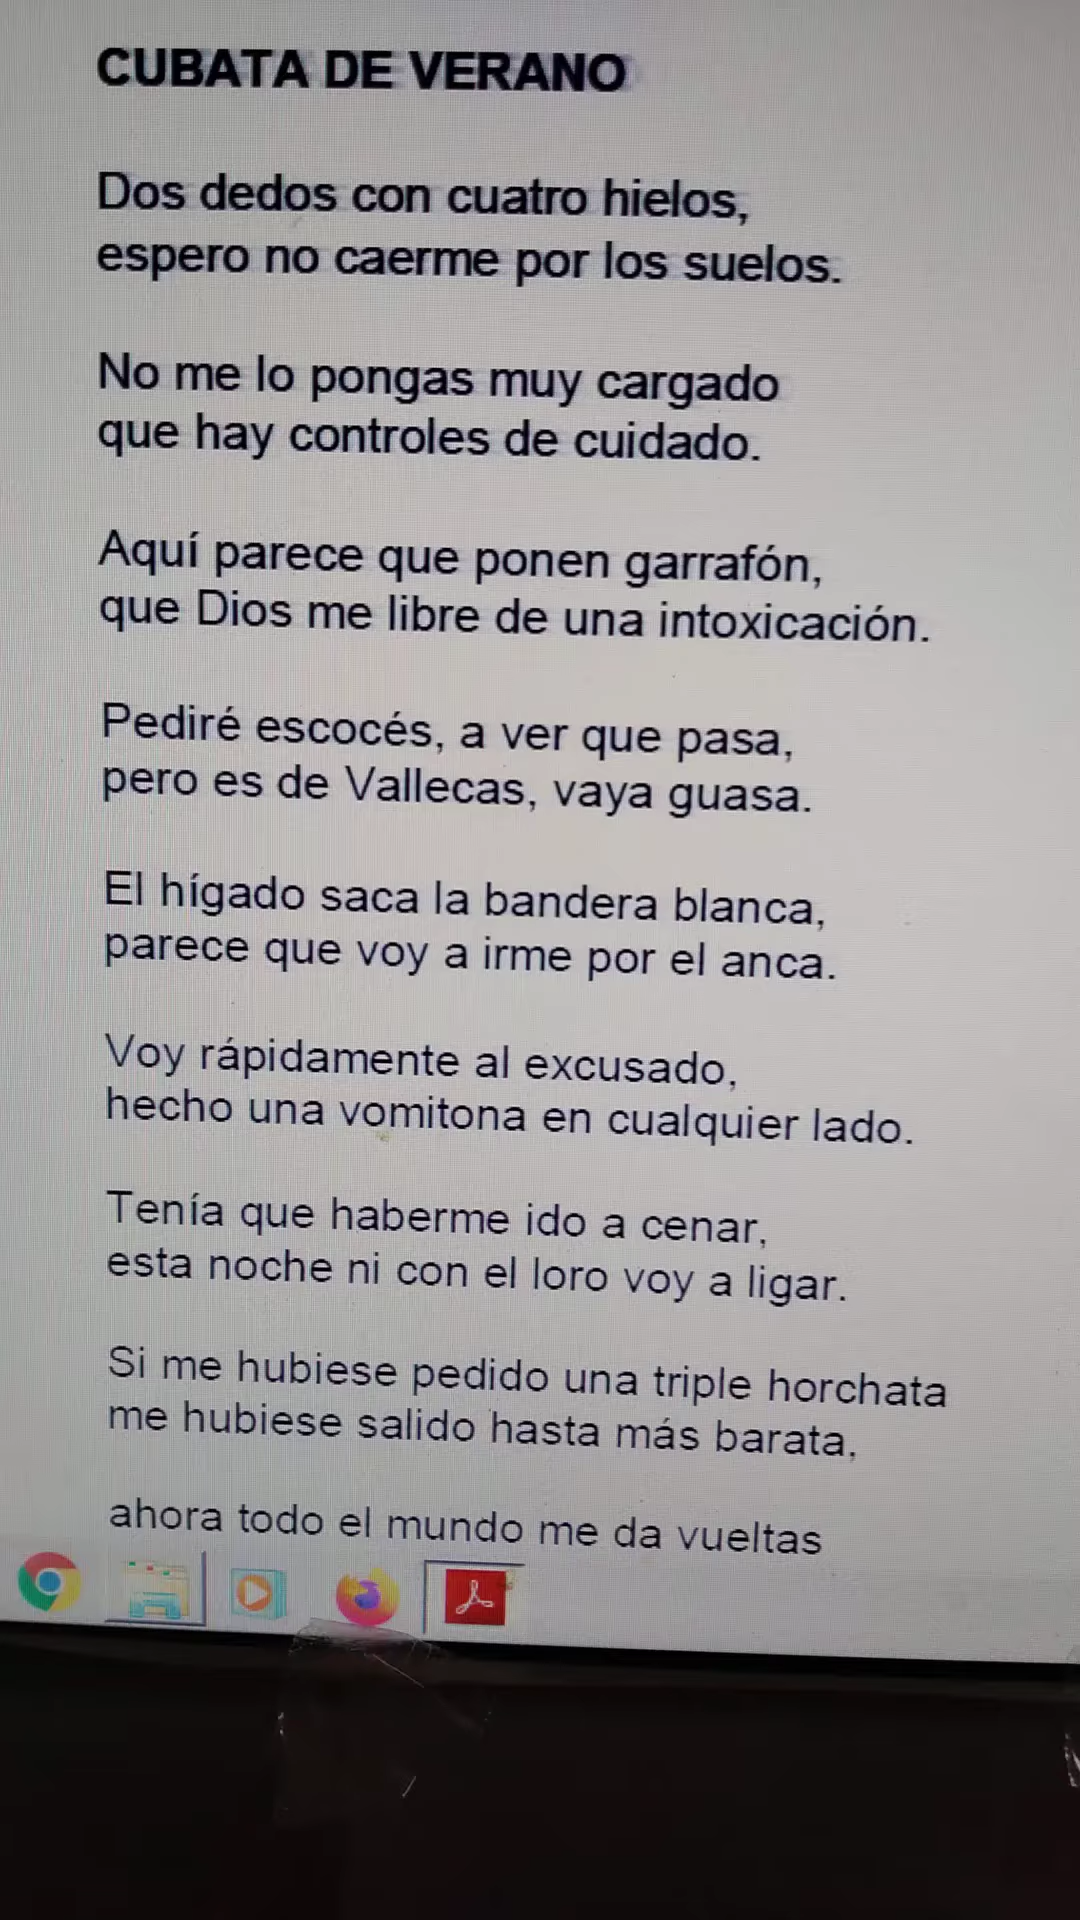 CUBATA DE VERANO
Dos dedos con cuatro hielos,
espero no caerme por los suelos.
No me lo pongas muy cargado
que hay controles de cuidado.
Aquí parece que ponen garrafón,
que Dios me libre de una intoxicación.
Pediré escocés, a ver que pasa,
pero es de Vallecas, vaya guasa.
El hígado saca la bandera blanca,
parece que voy a irme por el anca.
Voy rápidamente al excusado,
hecho una vomitona en cualquier lado.
Tenía que haberme ido a cenar,
esta noche ni con el loro voy a ligar.
Si me hubiese pedido una triple horchata
me hubiese salido hasta más barata,
ahora todo el mundo me da vueltas